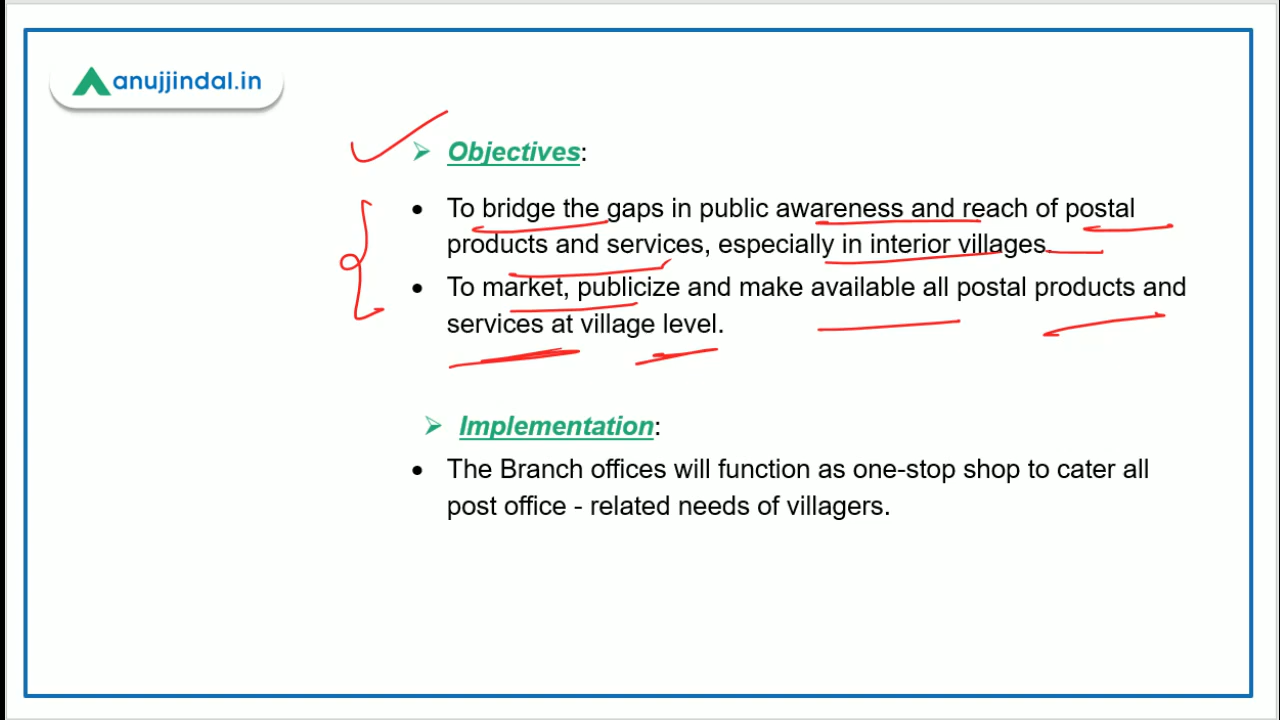 anujjindal.in
➢ Objectives:
• To bridge the gaps in public awareness and reach of postal
products and services, especially in interior villages.
• To market, publicize and make available all postal products and
services at village level.
➢ Implementation:
• The Branch offices will function as one-stop shop to cater all
post office - related needs of villagers.